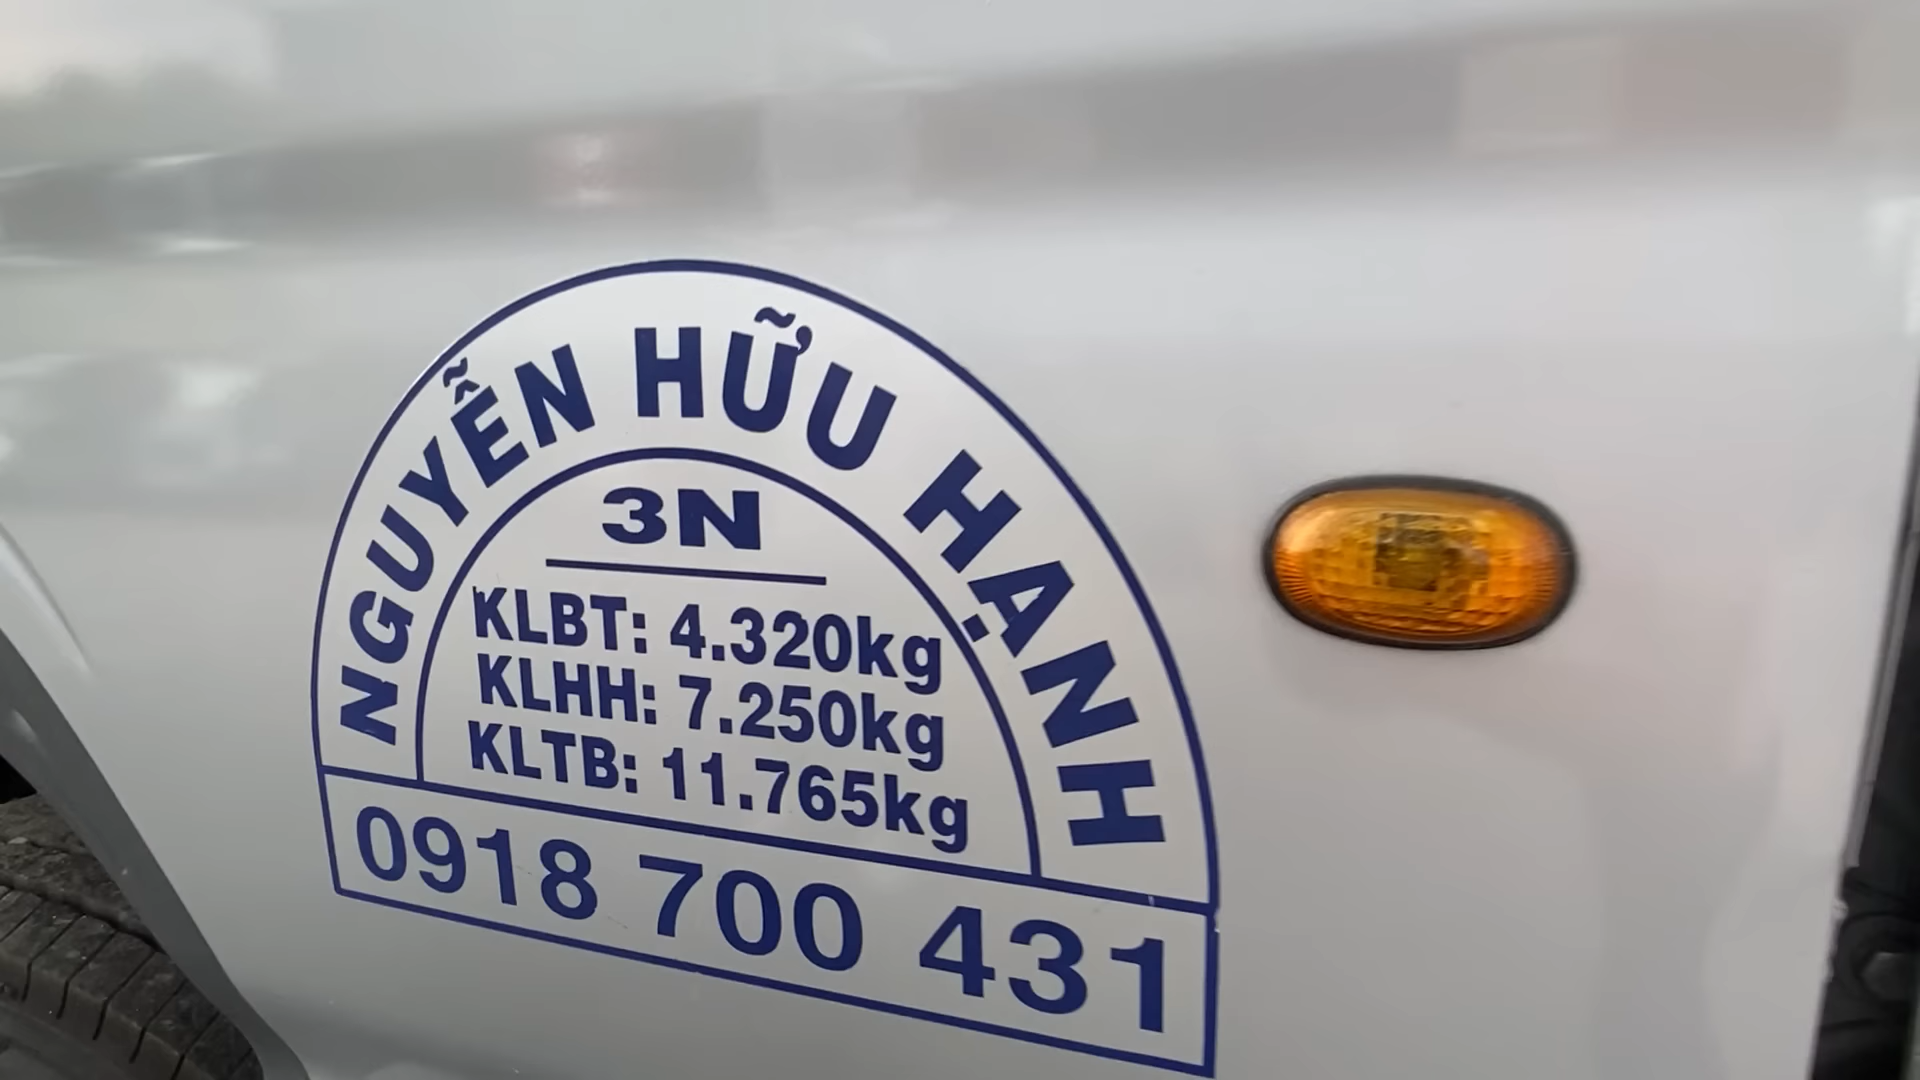 NGUYỄN HỮU HẠNH
3N
KLBT: 4.320kg
KLHH: 7.250kg
KLTB: 11.765kg
0918 700 431